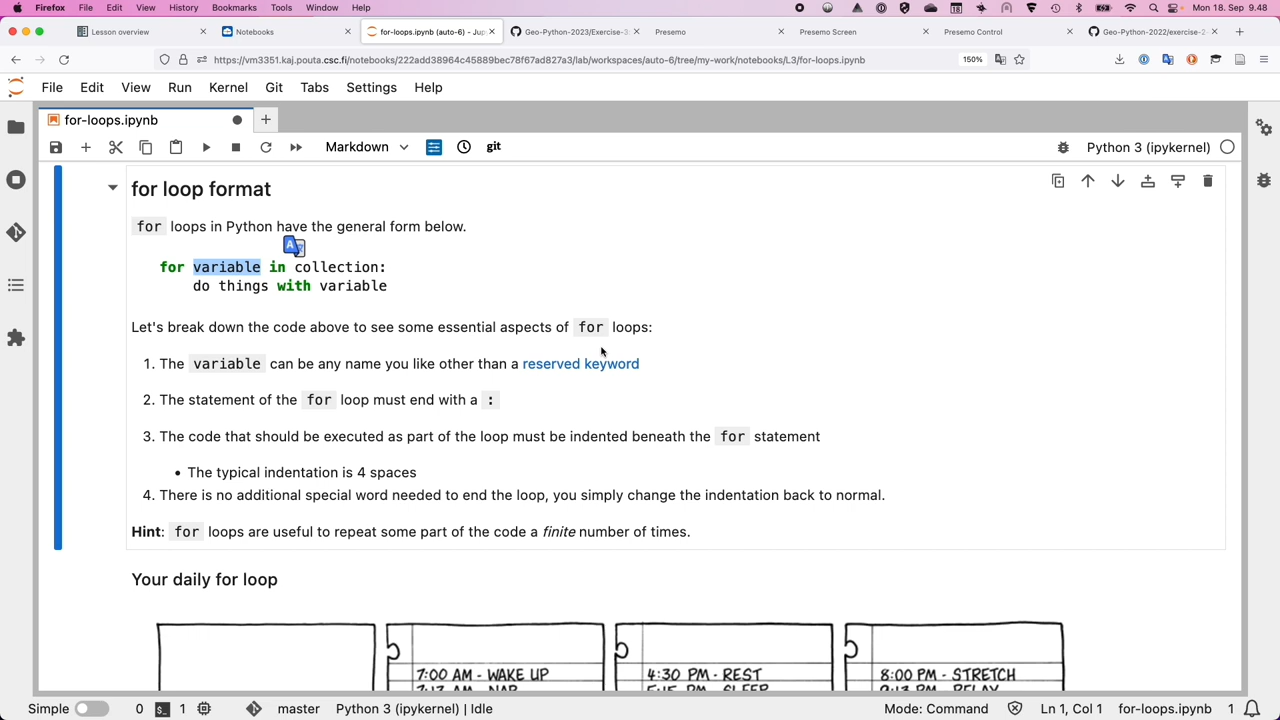 Firefox File Edit View History Bookmarks Tools Window Help Mon 18. Sep 9.48
Lesson overview Notebooks for-loops.ipynb (auto-6) - Jup Geo-Python-2023/Exercise-3 Presemo Presemo Screen Presemo Control Geo-Python-2022/exercise-2
https://vm3351.kaj.pouta.csc.fi/notebooks/222add38964c45889bec78f67ad827a3/lab/workspaces/auto-6/tree/my-work/notebooks/L3/for-loops.ipynb 150%
File Edit View Run Kernel Git Tabs Settings Help
for-loops.ipynb
Markdown git Python 3 (ipykernel)
for loop format
for loops in Python have the general form below.
for variable in collection:
do things with variable
Let's break down the code above to see some essential aspects of for loops:
1. The variable can be any name you like other than a reserved keyword
2. The statement of the for loop must end with a :
3. The code that should be executed as part of the loop must be indented beneath the for statement
• The typical indentation is 4 spaces
4. There is no additional special word needed to end the loop, you simply change the indentation back to normal.
Hint: for loops are useful to repeat some part of the code a finite number of times.
Your daily for loop
7:00 AM - WAKE UP 4:30 PM - REST 8:00 PM - STRETCH
Simple 0 1 master Python 3 (ipykernel) | Idle Mode: Command Ln 1, Col 1 for-loops.ipynb 1